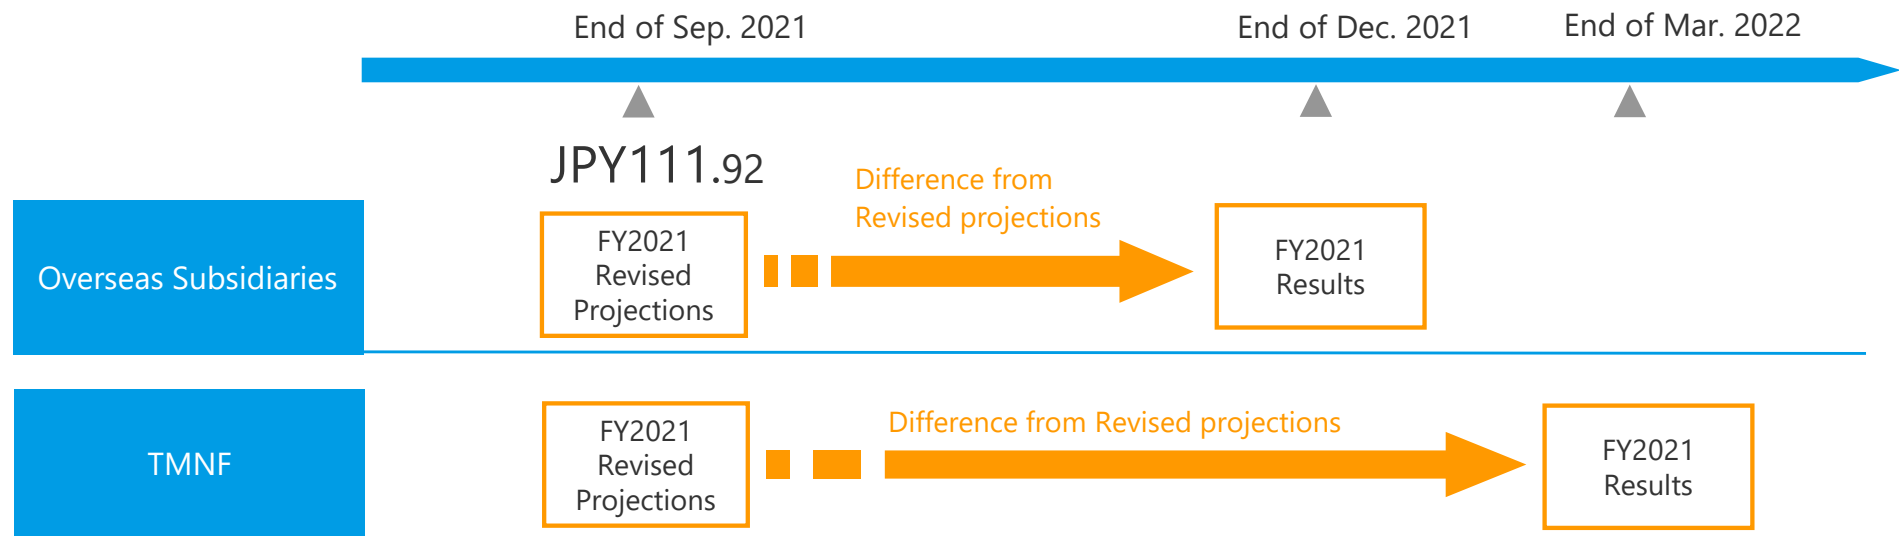 End of Sep. 2021
End of Dec. 2021
End of Mar. 2022
JPY111.92
Overseas Subsidiaries
FY2021
Revised
Projections
Difference from
Revised projections
FY2021
Results
TMNF
FY2021
Revised
Projections
Difference from Revised projections
FY2021
Results